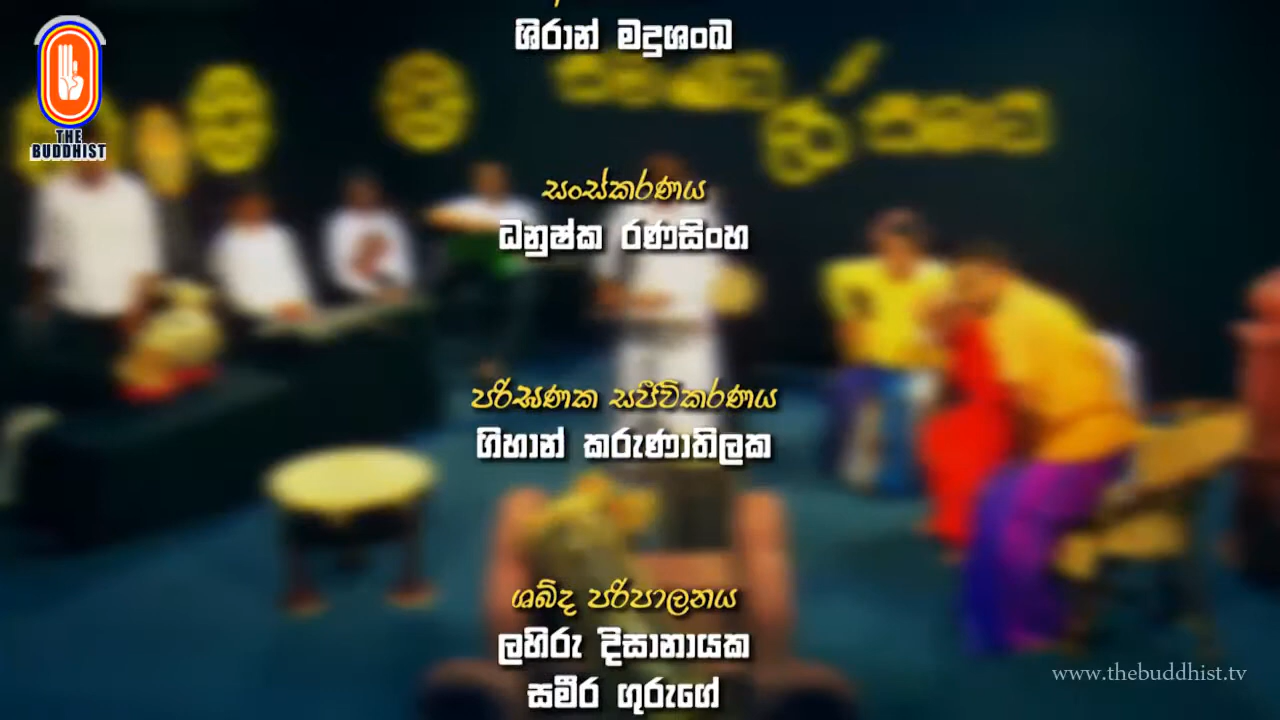 ශිරාන් මදුශංඛ
THE
BUDDHIST
සංස්කරණය
ධනුෂ්ක රණසිංහ
පරිඝණක සජීවිකරණය
ගිහාන් කරුණාතිලක
ශබ්ද පරිපාලනය
ලහිරු දිසානායක
සමීර ගුරුගේ
www.thebuddhist.tv